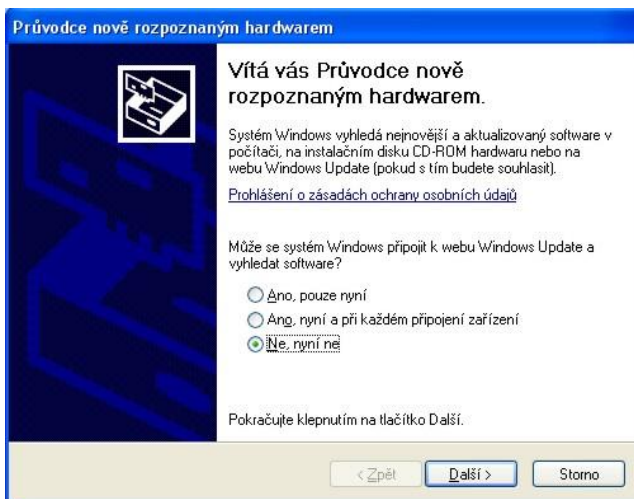 Průvodce nově rozpoznaným hardwarem
Vítá vás Průvodce nově
rozpoznaným hardwarem.
Systém Windows vyhledá nejnovější a aktualizovaný software v
počítači, na instalačním disku CD-ROM hardwaru nebo na
webu Windows Update (pokud s tím budete souhlasit).
Prohlášení o zásadách ochrany osobních údajů
Může se systém Windows připojit k webu Windows Update a
vyhledat software?
Ano, pouze nyní
Ano, nyní a při každém připojení zařízení
Ne, nyní ne
Pokračujte klepnutím na tlačítko Další.
< Zpět Další > Storno